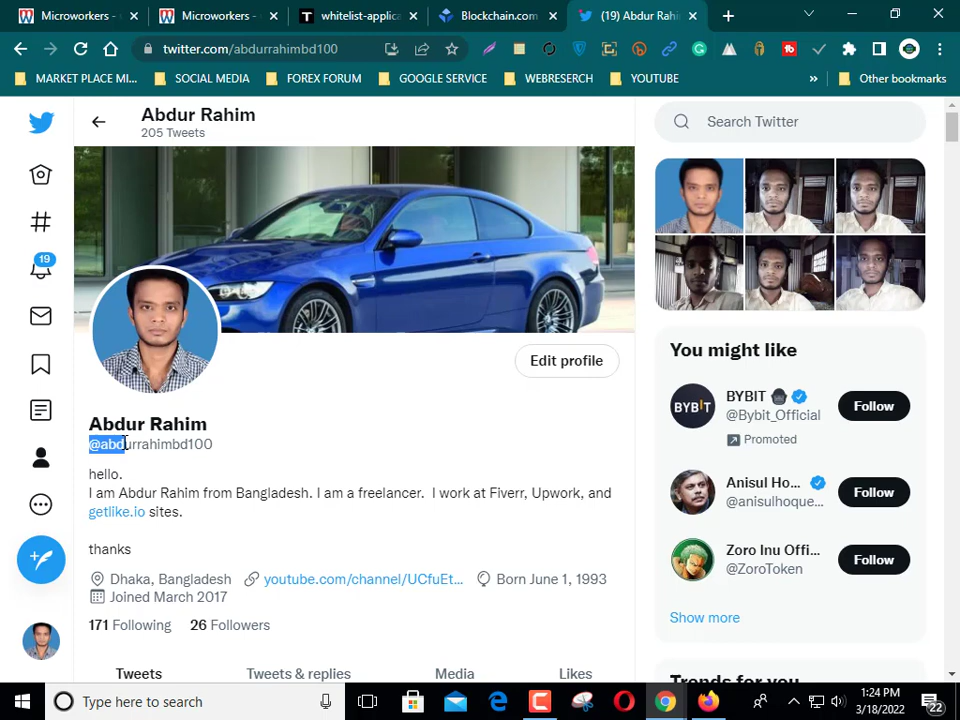 Microworkers -
Microworkers -
whitelist-applica
Blockchain.com
(19) Abdur Rahi
twitter.com/abdurrahimbd100
MARKET PLACE MI...
SOCIAL MEDIA
FOREX FORUM
GOOGLE SERVICE
WEBRESERCH
YOUTUBE
»
Other bookmarks
Abdur Rahim
205 Tweets
Search Twitter
19
Edit profile
Abdur Rahim
@abdurrahimbd100
hello.
I am Abdur Rahim from Bangladesh. I am a freelancer. I work at Fiverr, Upwork, and
getlike.io sites.
thanks
Dhaka, Bangladesh youtube.com/channel/UCfuEt... Born June 1, 1993
Joined March 2017
171 Following 26 Followers
Tweets Tweets & replies Media Likes
You might like
BYBIT
@Bybit_Official
Promoted
Follow
Anisul Ho...
@anisulhoque...
Follow
Zoro Inu Offi...
@ZoroToken
Follow
Show more
Trends for you
Type here to search
1:24 PM
3/18/2022
22